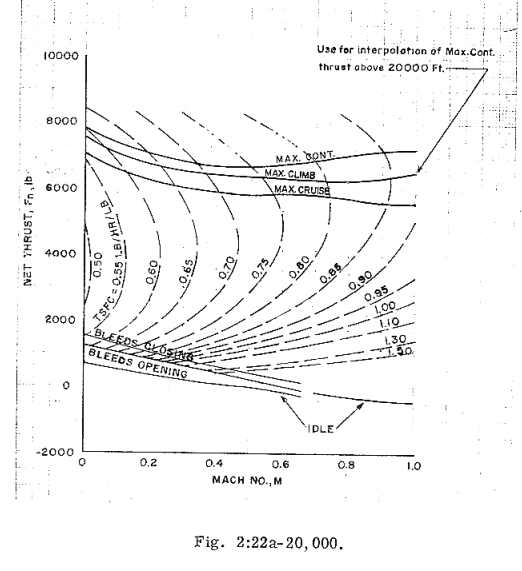 Use for interpolation of Max.Cont.
thrust above 20000 Ft.
10000
8000
6000
4000
2000
0
-2000
NET THRUST, Fn, lb
MAX. CONT.
MAX. CLIMB
MAX. CRUISE
0.50
TSFC = 0.55 LB/HR/LB
0.60
0.65
0.70
0.75
0.80
0.85
0.90
0.95
1.00
1.10
1.30
1.50
BLEEDS CLOSING
BLEEDS OPENING
IDLE
0
0.2
0.4
0.6
0.8
1.0
MACH NO., M
Fig. 2:22a-20,000.